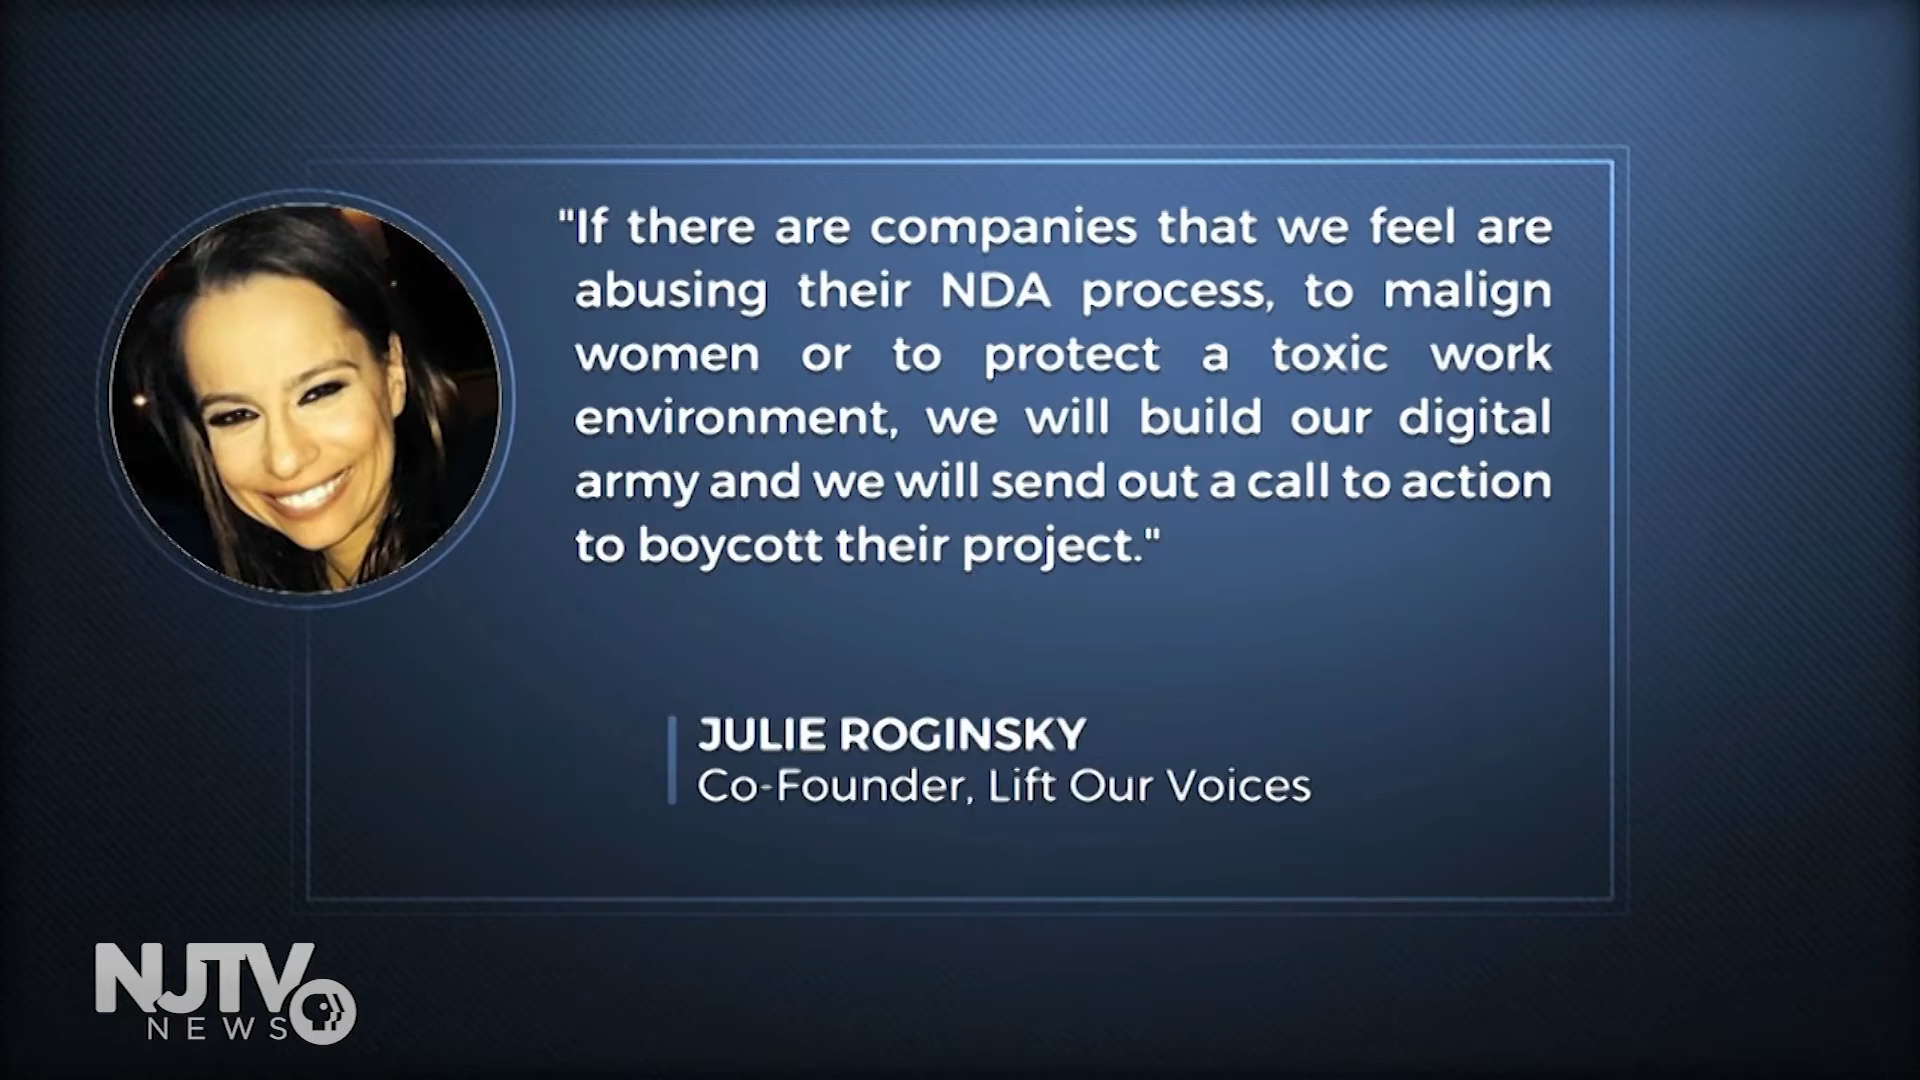 "If there are companies that we feel are
abusing their NDA process, to malign
women or to protect a toxic work
environment, we will build our digital
army and we will send out a call to action
to boycott their project."
JULIE ROGINSKY
Co-Founder, Lift Our Voices
NJTV
NEWS